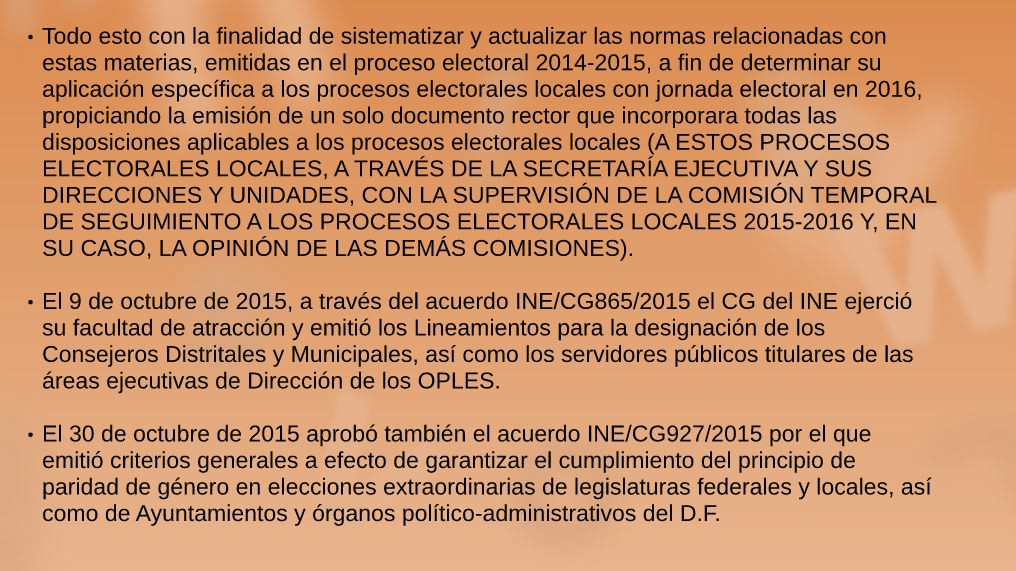 • Todo esto con la finalidad de sistematizar y actualizar las normas relacionadas con
estas materias, emitidas en el proceso electoral 2014-2015, a fin de determinar su
aplicación específica a los procesos electorales locales con jornada electoral en 2016,
propiciando la emisión de un solo documento rector que incorporara todas las
disposiciones aplicables a los procesos electorales locales (A ESTOS PROCESOS
ELECTORALES LOCALES, A TRAVÉS DE LA SECRETARÍA EJECUTIVA Y SUS
DIRECCIONES Y UNIDADES, CON LA SUPERVISIÓN DE LA COMISIÓN TEMPORAL
DE SEGUIMIENTO A LOS PROCESOS ELECTORALES LOCALES 2015-2016 Y, EN
SU CASO, LA OPINIÓN DE LAS DEMÁS COMISIONES).
• El 9 de octubre de 2015, a través del acuerdo INE/CG865/2015 el CG del INE ejerció
su facultad de atracción y emitió los Lineamientos para la designación de los
Consejeros Distritales y Municipales, así como los servidores públicos titulares de las
áreas ejecutivas de Dirección de los OPLES.
• El 30 de octubre de 2015 aprobó también el acuerdo INE/CG927/2015 por el que
emitió criterios generales a efecto de garantizar el cumplimiento del principio de
paridad de género en elecciones extraordinarias de legislaturas federales y locales, así
como de Ayuntamientos y órganos político-administrativos del D.F.